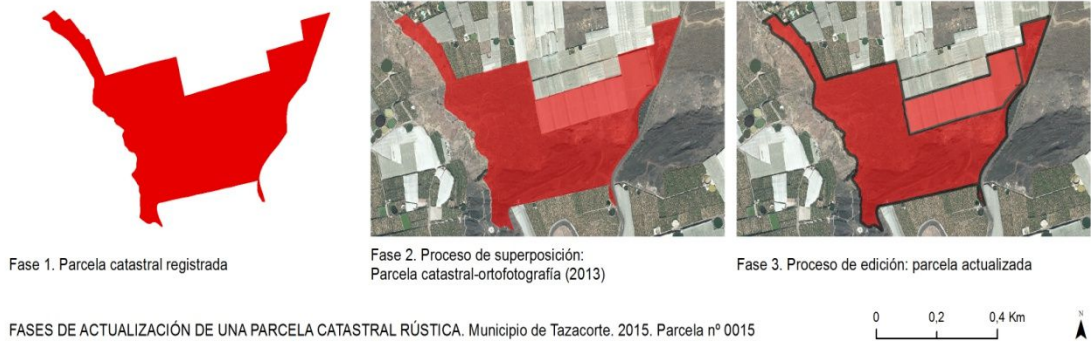 Fase 1. Parcela catastral registrada
Fase 2. Proceso de superposición:
Parcela catastral-ortofotografía (2013)
Fase 3. Proceso de edición: parcela actualizada
FASES DE ACTUALIZACIÓN DE UNA PARCELA CATASTRAL RÚSTICA. Municipio de Tazacorte. 2015. Parcela nº 0015
0 0,2 0,4 Km
N